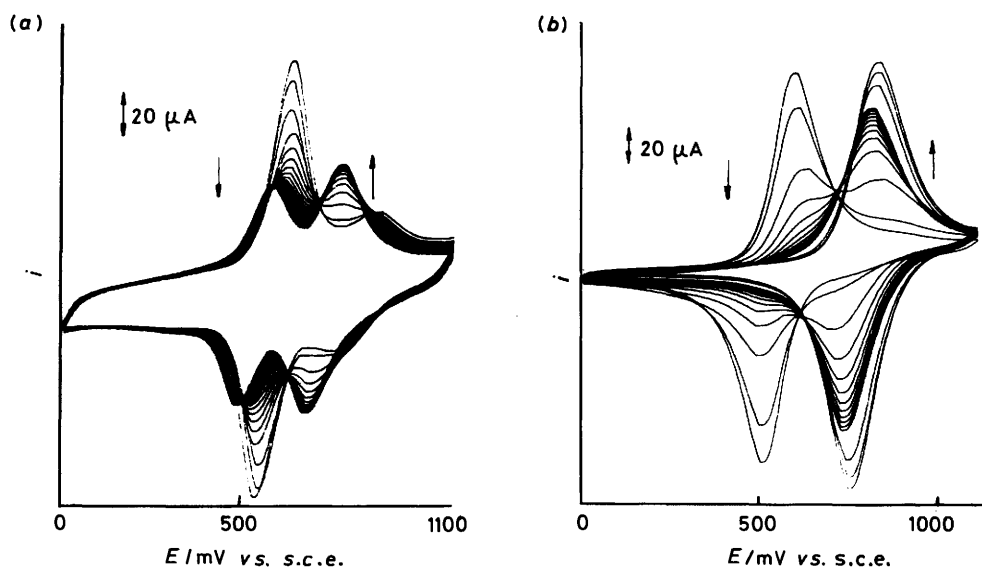 (a)
20 µA
i
0 500 1100
E/mV vs. s.c.e.
(b)
20 µA
i
0 500 1000
E/mV vs. s.c.e.